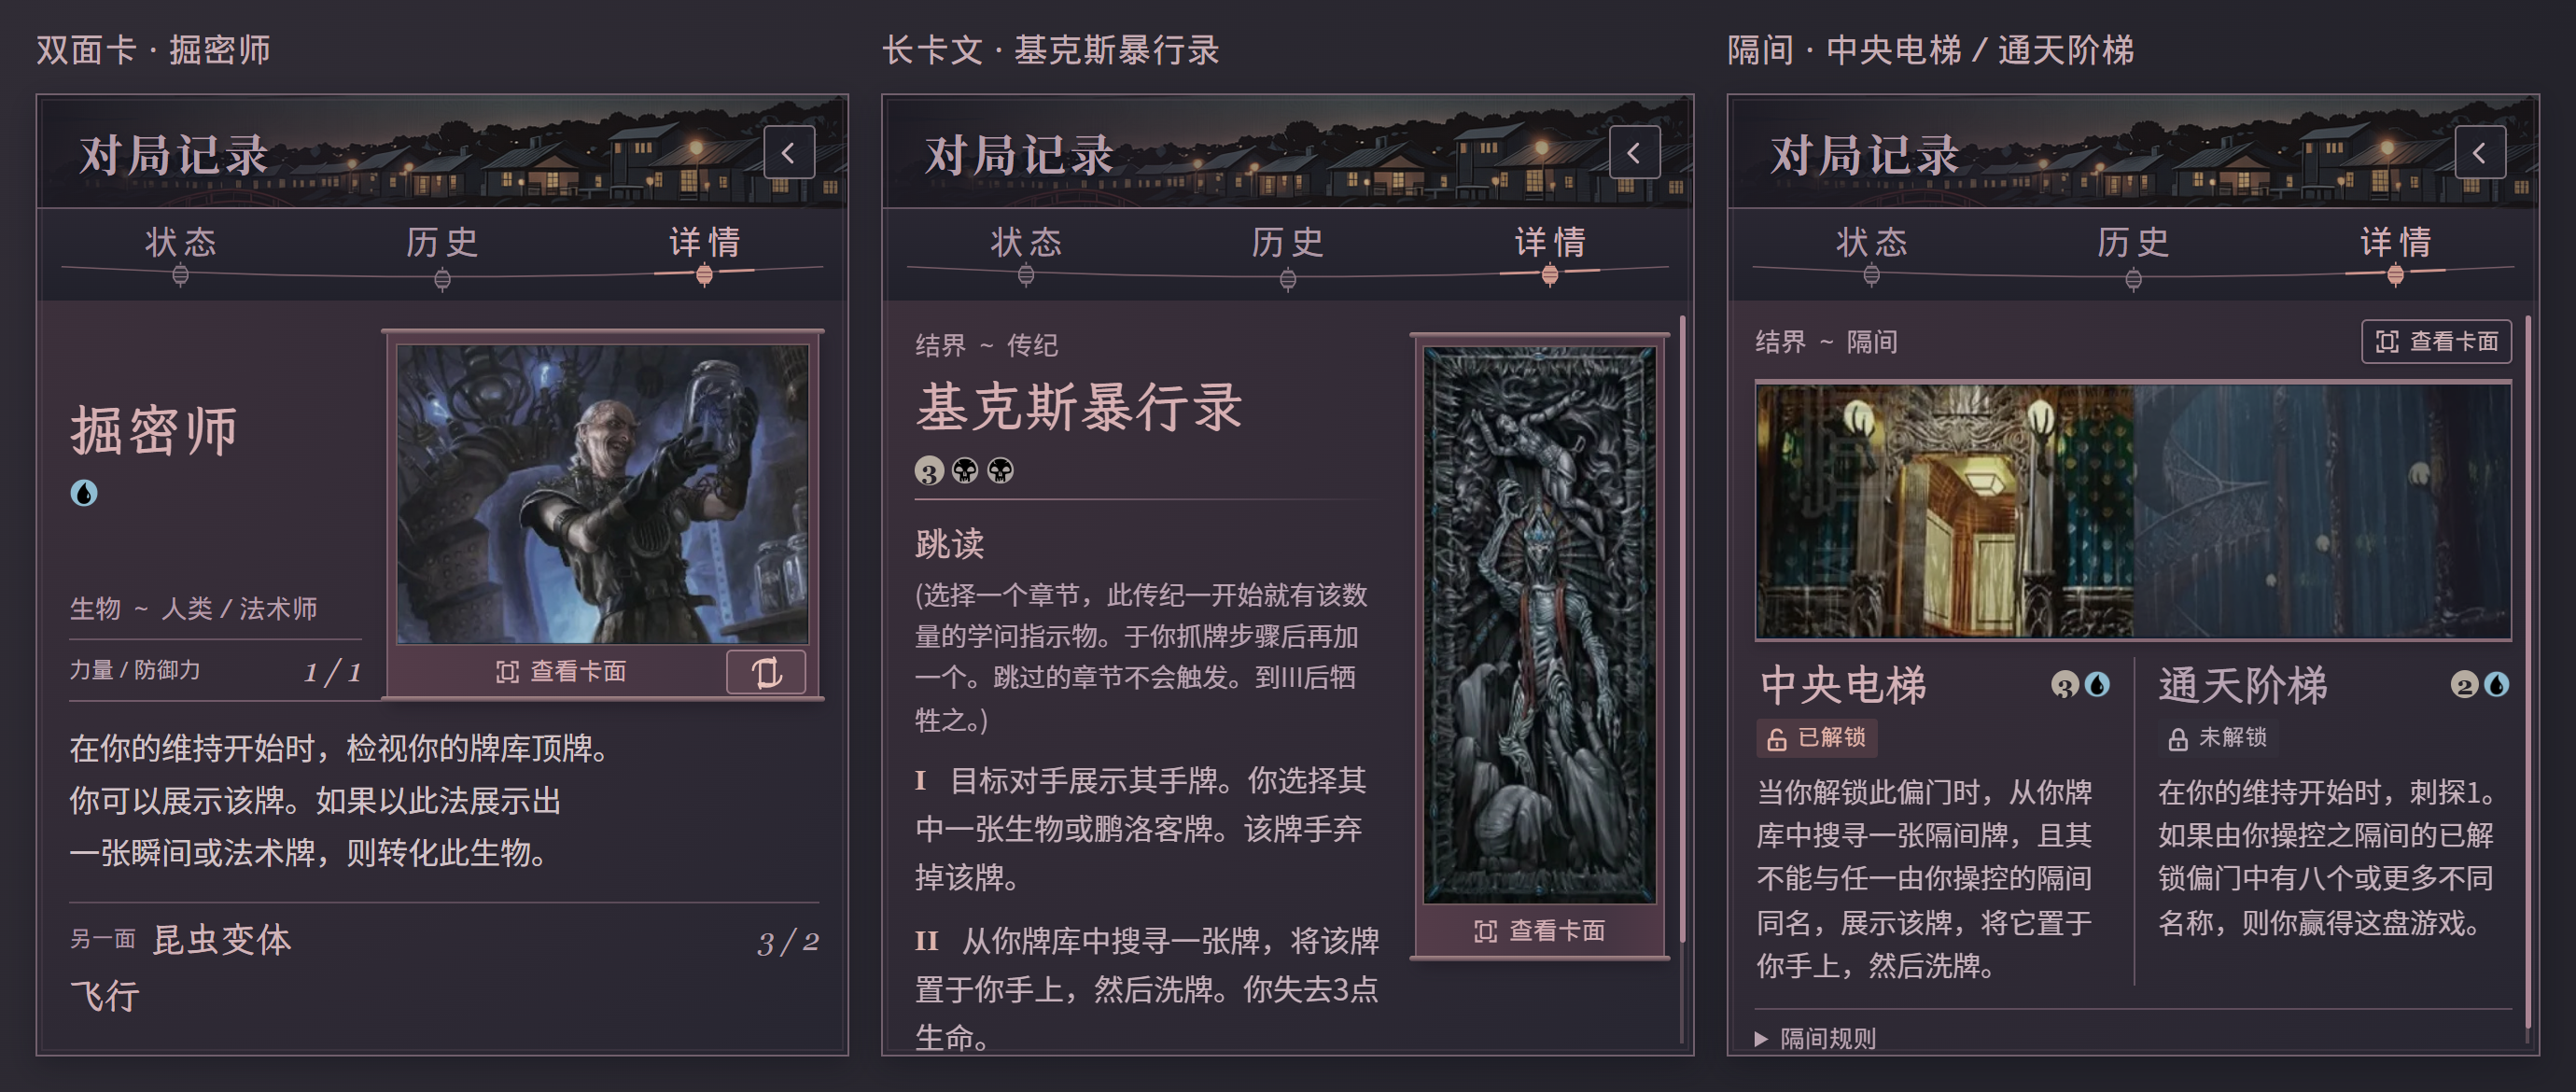 双面卡 · 掘密师
对局记录
状态 历史 详情
掘密师
生物 ~ 人类 / 法术师
力量 / 防御力 1 / 1
查看卡面
在你的维持开始时，检视你的牌库顶牌。
你可以展示该牌。如果以此法展示出
一张瞬间或法术牌，则转化此生物。
另一面 昆虫变体 3 / 2
飞行
长卡文 · 基克斯暴行录
对局记录
状态 历史 详情
结界 ~ 传纪
基克斯暴行录
3
跳读
(选择一个章节，此传纪一开始就有该数
量的学问指示物。于你抓牌步骤后再加
一个。跳过的章节不会触发。到III后牺
牲之。)
I 目标对手展示其手牌。你选择其
中一张生物或鹏洛客牌。该牌手弃
掉该牌。
II 从你牌库中搜寻一张牌，将该牌
置于你手上，然后洗牌。你失去3点
生命。
查看卡面
隔间 · 中央电梯 / 通天阶梯
对局记录
状态 历史 详情
结界 ~ 隔间
查看卡面
中央电梯 3
已解锁
当你解锁此偏门时，从你牌
库中搜寻一张隔间牌，且其
不能与任一由你操控的隔间
同名，展示该牌，将它置于
你手上，然后洗牌。
通天阶梯 2
未解锁
在你的维持开始时，刺探1。
如果由你操控之隔间的已解
锁偏门中有八个或更多不同
名称，则你赢得这盘游戏。
隔间规则